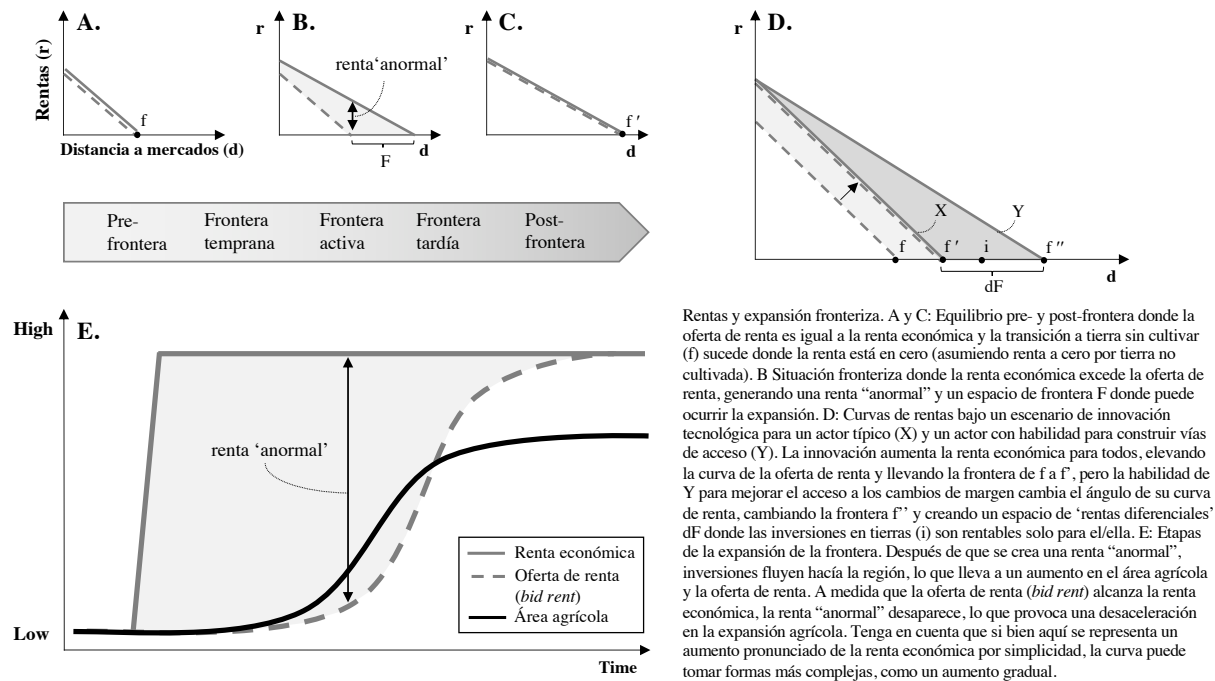 A.
Rentas (r)
f
Distancia a mercados (d)
B.
r
renta‘anormal’
d
F
C.
r
f ′
d
D.
r
X
Y
f
f ′
i
f ″
d
dF
Pre-
frontera
Frontera
temprana
Frontera
activa
Frontera
tardía
Post-
frontera
High
E.
renta ‘anormal’
Renta económica
Oferta de renta
(bid rent)
Área agrícola
Low
Time
Rentas y expansión fronteriza. A y C: Equilibrio pre- y post-frontera donde la
oferta de renta es igual a la renta económica y la transición a tierra sin cultivar
(f) sucede donde la renta está en cero (asumiendo renta a cero por tierra no
cultivada). B Situación fronteriza donde la renta económica excede la oferta de
renta, generando una renta “anormal” y un espacio de frontera F donde puede
ocurrir la expansión. D: Curvas de rentas bajo un escenario de innovación
tecnológica para un actor típico (X) y un actor con habilidad para construir vías
de acceso (Y). La innovación aumenta la renta económica para todos, elevando
la curva de la oferta de renta y llevando la frontera de f a f’, pero la habilidad de
Y para mejorar el acceso a los cambios de margen cambia el ángulo de su curva
de renta, cambiando la frontera f’’ y creando un espacio de ‘rentas diferenciales’
dF donde las inversiones en tierras (i) son rentables solo para el/ella. E: Etapas
de la expansión de la frontera. Después de que se crea una renta “anormal”,
inversiones fluyen hacía la región, lo que lleva a un aumento en el área agrícola
y la oferta de renta. A medida que la oferta de renta (bid rent) alcanza la renta
económica, la renta “anormal” desaparece, lo que provoca una desaceleración
en la expansión agrícola. Tenga en cuenta que si bien aquí se representa un
aumento pronunciado de la renta económica por simplicidad, la curva puede
tomar formas más complejas, como un aumento gradual.